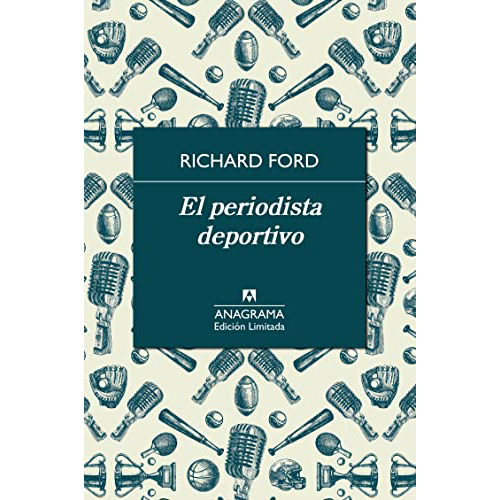 RICHARD FORD
El periodista
deportivo
ANAGRAMA
Edición Limitada